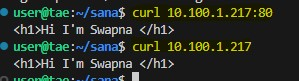 user@tae:~/sana$ curl 10.100.1.217:80
<h1>Hi I'm Swapna </h1>
user@tae:~/sana$ curl 10.100.1.217
<h1>Hi I'm Swapna </h1>
user@tae:~/sana$